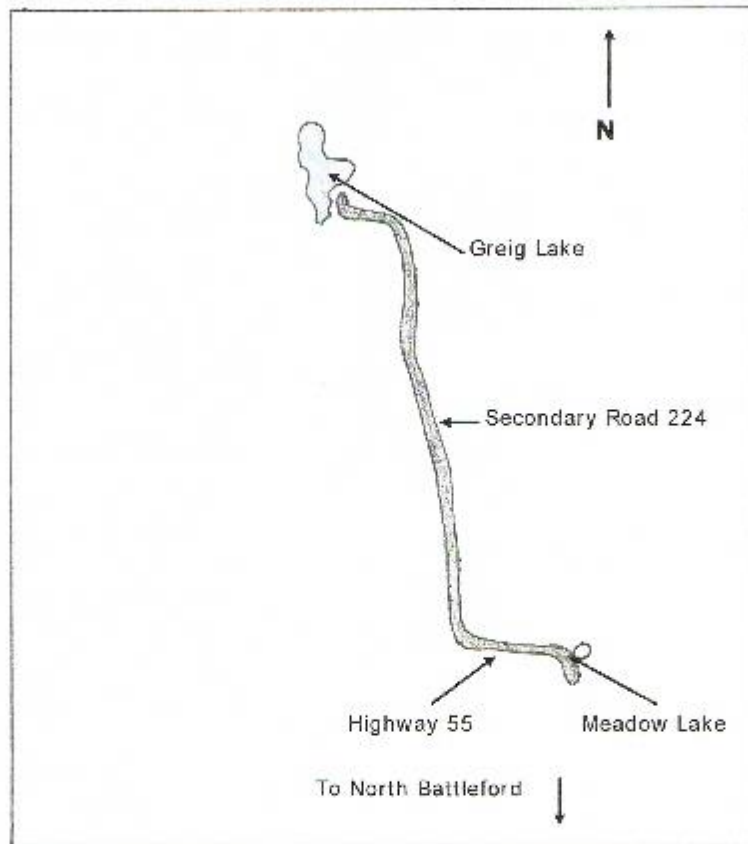 N
Greig Lake
Secondary Road 224
Highway 55
Meadow Lake
To North Battleford